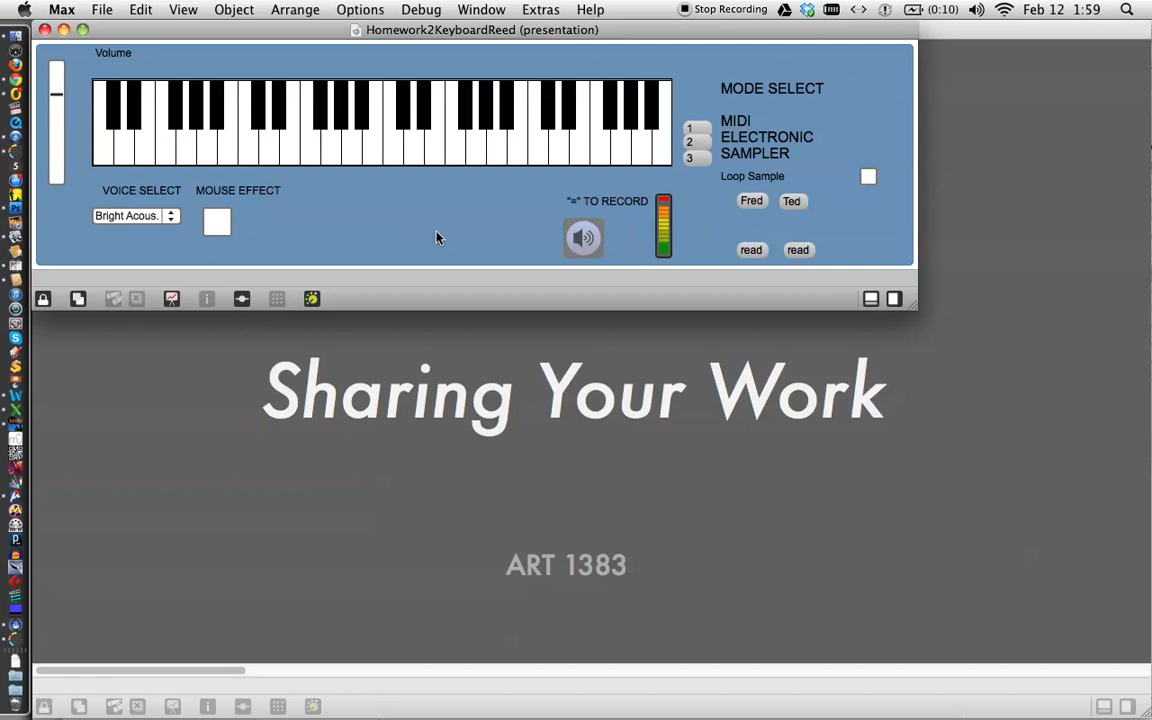 Max File Edit View Object Arrange Options Debug Window Extras Help Stop Recording (0:10) Feb 12 1:59
Homework2KeyboardReed (presentation)
Volume
MODE SELECT
1 MIDI
2 ELECTRONIC
3 SAMPLER
Loop Sample
VOICE SELECT MOUSE EFFECT
"=" TO RECORD
Fred Ted
Bright Acous.
read read
Sharing Your Work
ART 1383